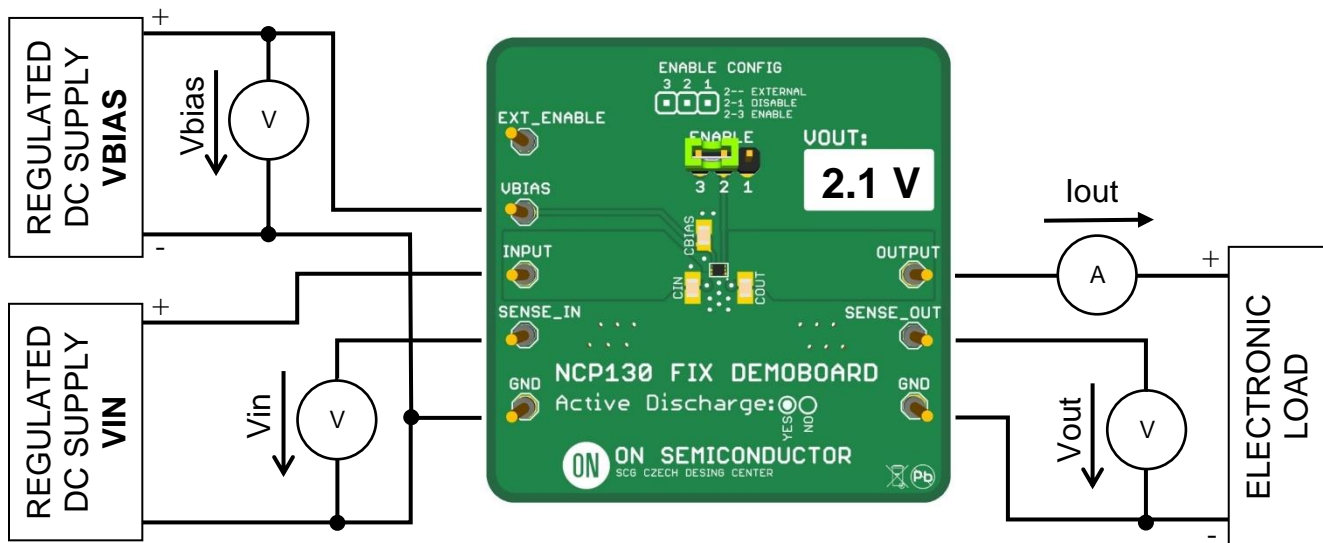 REGULATED
DC SUPPLY
VBIAS
+
-
Vbias
V
REGULATED
DC SUPPLY
VIN
+
-
Vin
V
ENABLE CONFIG
3 2 1
2-- EXTERNAL
2-1 DISABLE
2-3 ENABLE
EXT_ENABLE
ENABLE
3 2 1
VOUT:
2.1 V
VBIAS
CBIAS
INPUT
OUTPUT
CIN
COUT
SENSE_IN
SENSE_OUT
NCP130 FIX DEMOBOARD
GND
GND
Active Discharge:
YES
NO
ON
ON SEMICONDUCTOR
SCG CZECH DESING CENTER
Pb
Iout
A
+
-
Vout
V
ELECTRONIC
LOAD